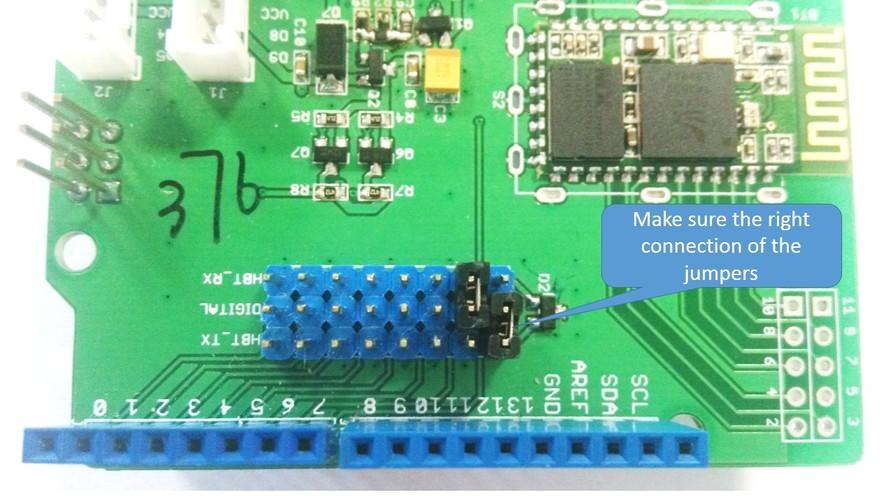 VCC
VCC
D8
D9
C10
D7
Q1
J2
J1
Q2
C8
C3
S2
BT1
R5
R4
Q7
Q6
R8
R7
376
Make sure the right
connection of the
jumpers
HBT_RX
DIGITAL
HBT_TX
0 1 2 3 4 5 6 7 8 9 10 11 12 13 GND AREF SDA SCL
10 11
8 9
6 7
4 5
2 3